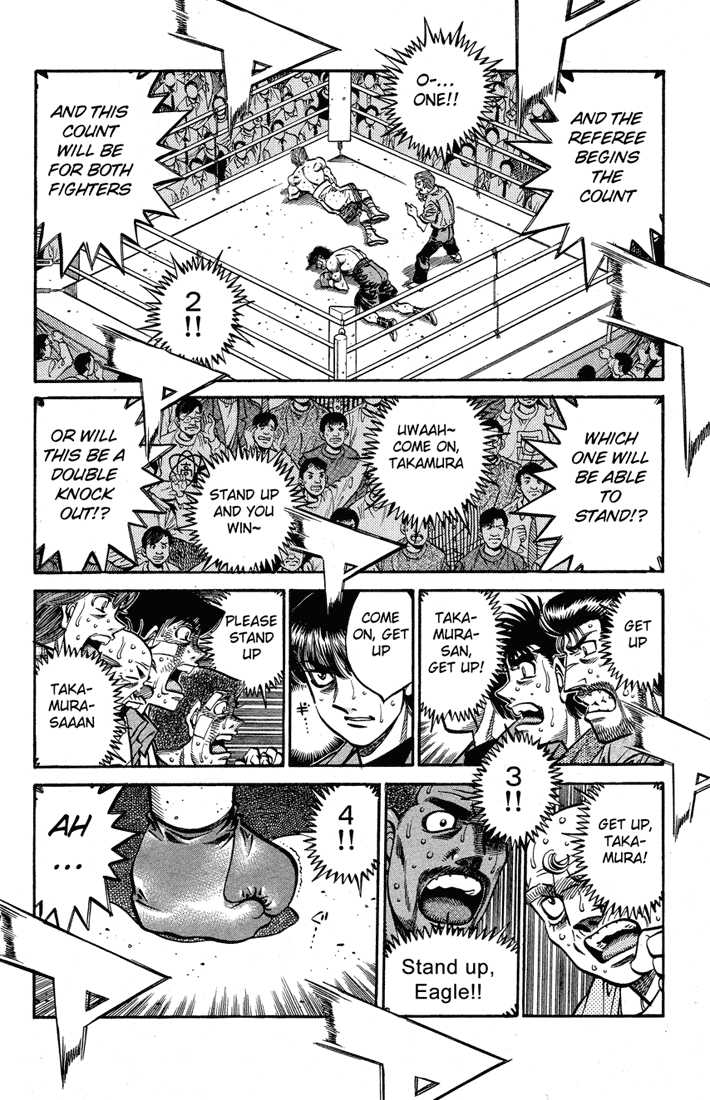 AND THE
REFEREE
BEGINS
THE
COUNT
O-...
ONE!!
AND THIS
COUNT
WILL BE
FOR BOTH
FIGHTERS
2
!!
WHICH
ONE WILL
BE ABLE
TO
STAND!?
UWAAH~
COME ON,
TAKAMURA
STAND UP
AND YOU
WIN~
OR WILL
THIS BE A
DOUBLE
KNOCK
OUT!?
GET
UP
TAKA-
MURA-
SAN,
GET UP!
COME
ON, GET
UP
PLEASE
STAND
UP
TAKA-
MURA-
SAAAN
GET UP,
TAKA-
MURA!
3
!!
Stand up,
Eagle!!
4
!!
AH
...